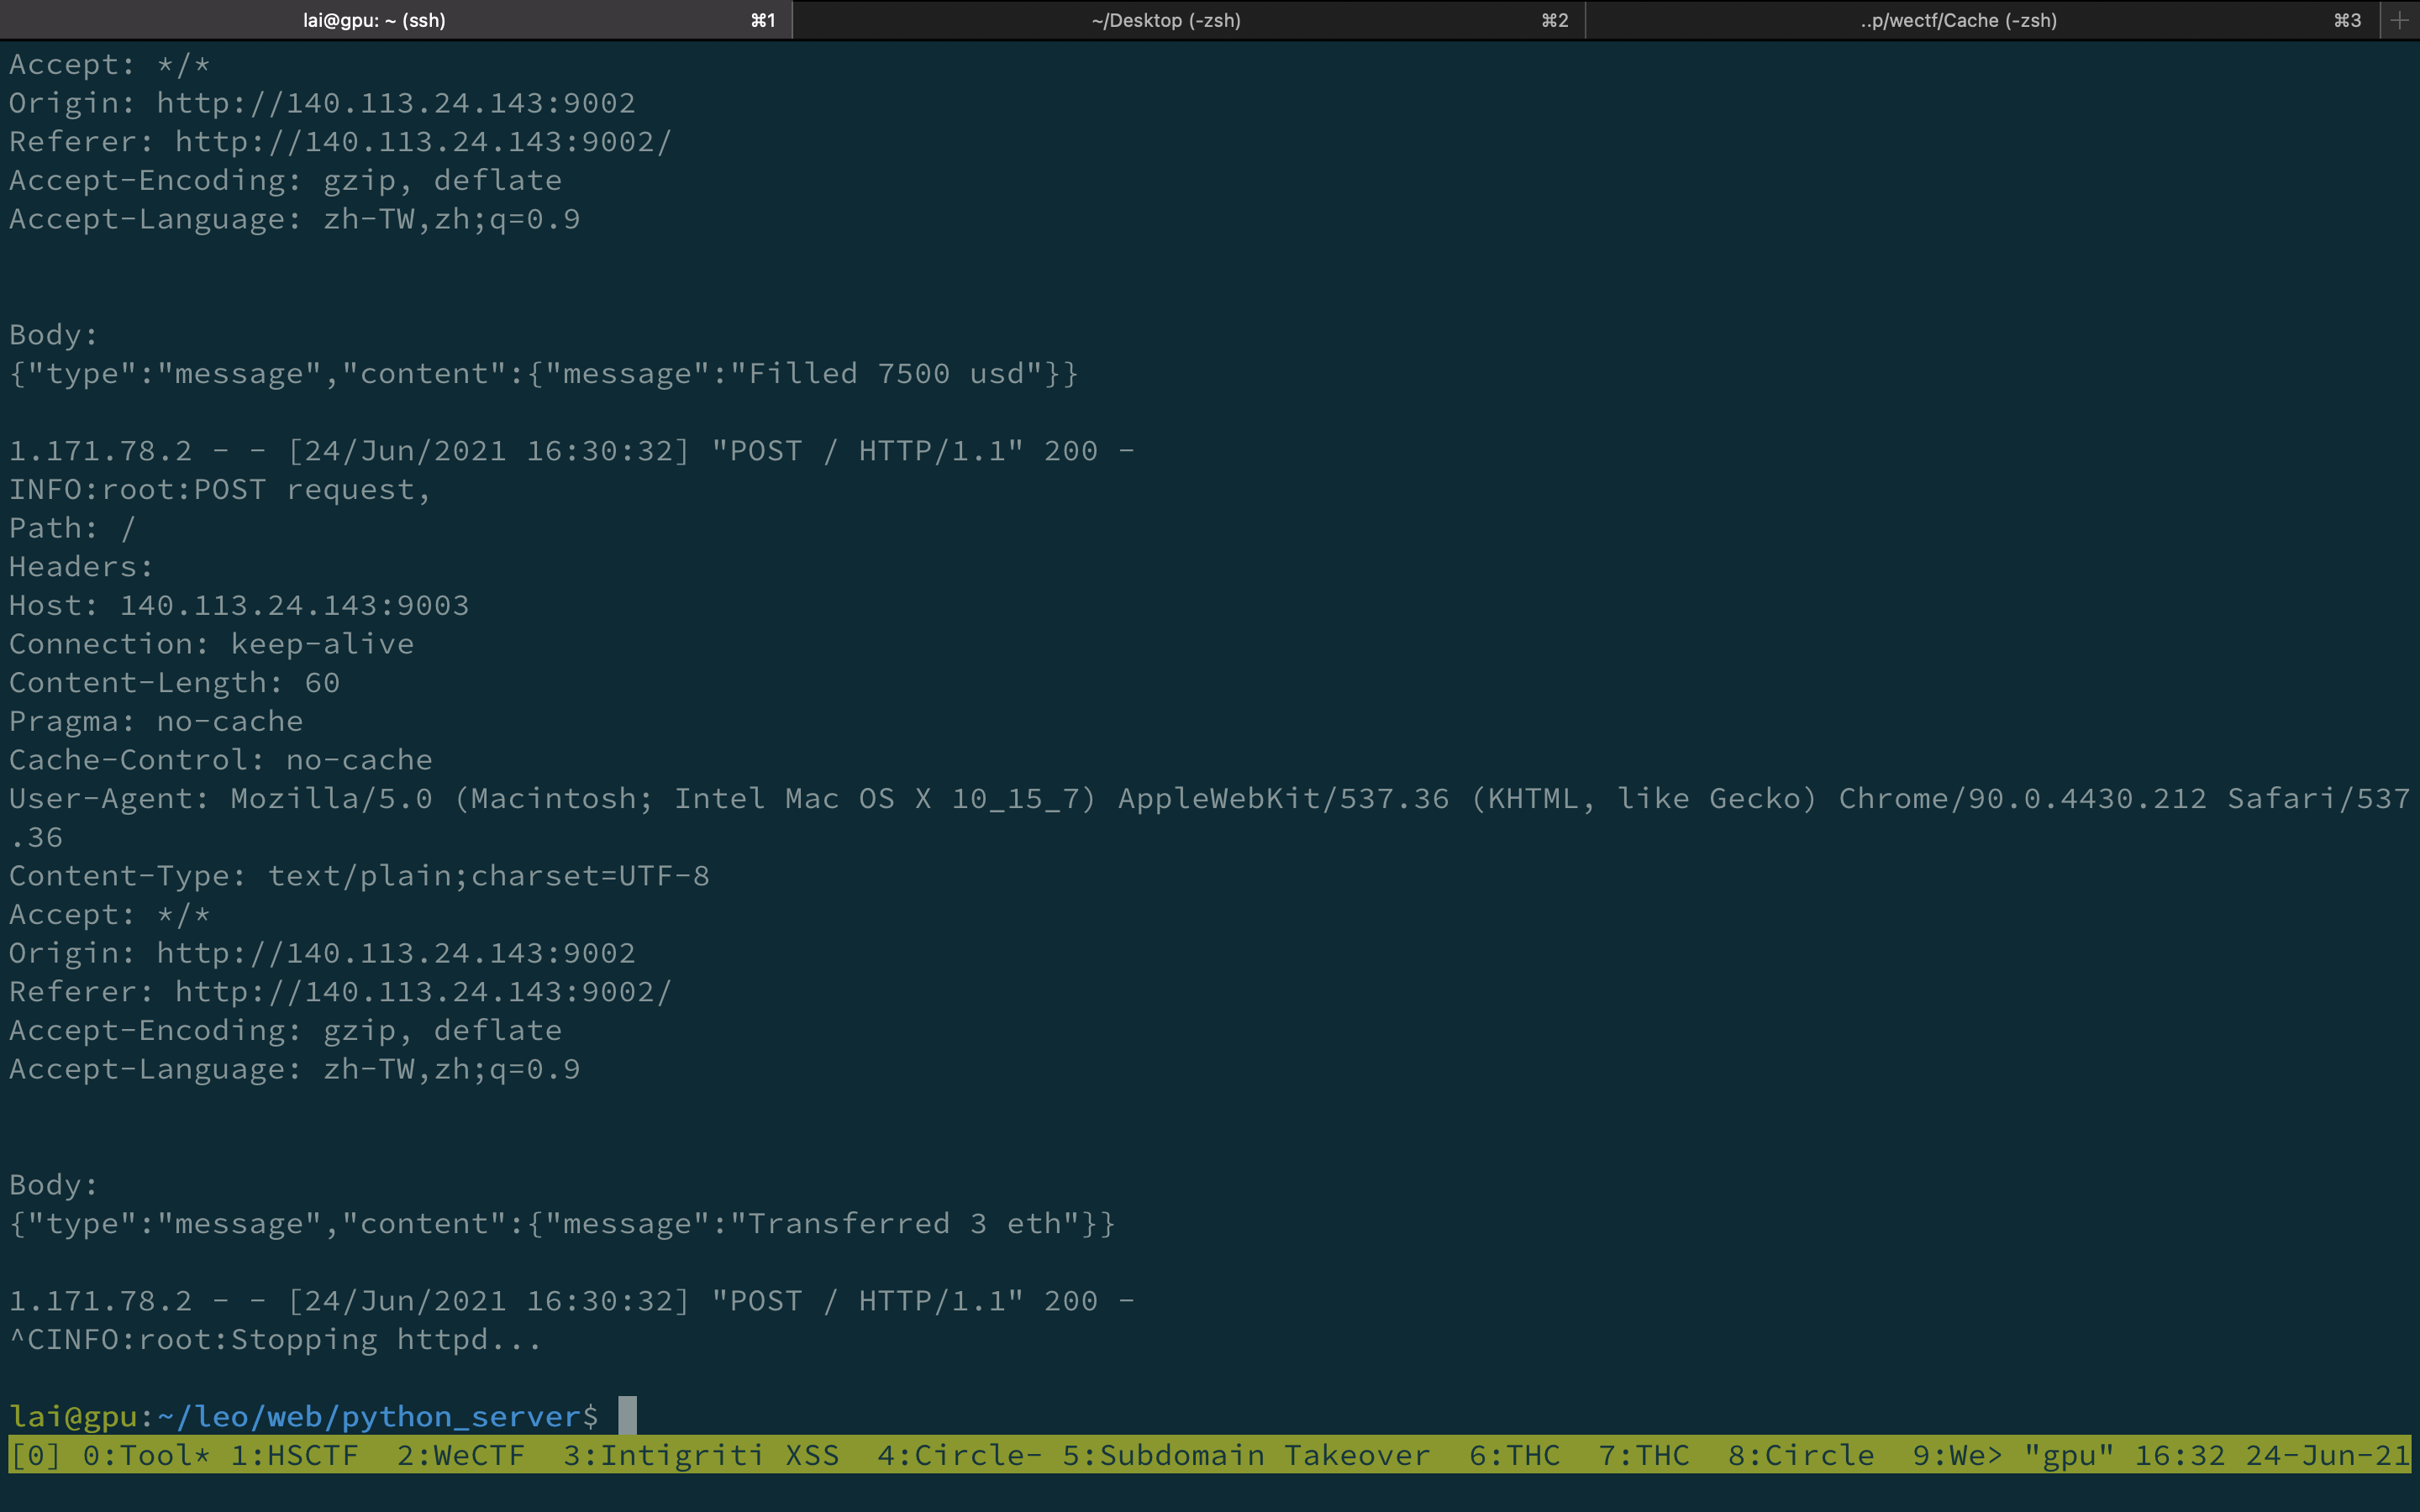 lai@gpu: ~ (ssh) ⌘1 ~/Desktop (-zsh) ⌘2 ..p/wectf/Cache (-zsh) ⌘3 +
Accept: */*
Origin: http://140.113.24.143:9002
Referer: http://140.113.24.143:9002/
Accept-Encoding: gzip, deflate
Accept-Language: zh-TW,zh;q=0.9
Body:
{"type":"message","content":{"message":"Filled 7500 usd"}}
1.171.78.2 - - [24/Jun/2021 16:30:32] "POST / HTTP/1.1" 200 -
INFO:root:POST request,
Path: /
Headers:
Host: 140.113.24.143:9003
Connection: keep-alive
Content-Length: 60
Pragma: no-cache
Cache-Control: no-cache
User-Agent: Mozilla/5.0 (Macintosh; Intel Mac OS X 10_15_7) AppleWebKit/537.36 (KHTML, like Gecko) Chrome/90.0.4430.212 Safari/537
.36
Content-Type: text/plain;charset=UTF-8
Accept: */*
Origin: http://140.113.24.143:9002
Referer: http://140.113.24.143:9002/
Accept-Encoding: gzip, deflate
Accept-Language: zh-TW,zh;q=0.9
Body:
{"type":"message","content":{"message":"Transferred 3 eth"}}
1.171.78.2 - - [24/Jun/2021 16:30:32] "POST / HTTP/1.1" 200 -
^CINFO:root:Stopping httpd...
lai@gpu:~/leo/web/python_server$
[0] 0:Tool* 1:HSCTF 2:WeCTF 3:Intigriti XSS 4:Circle- 5:Subdomain Takeover 6:THC 7:THC 8:Circle 9:We> "gpu" 16:32 24-Jun-21